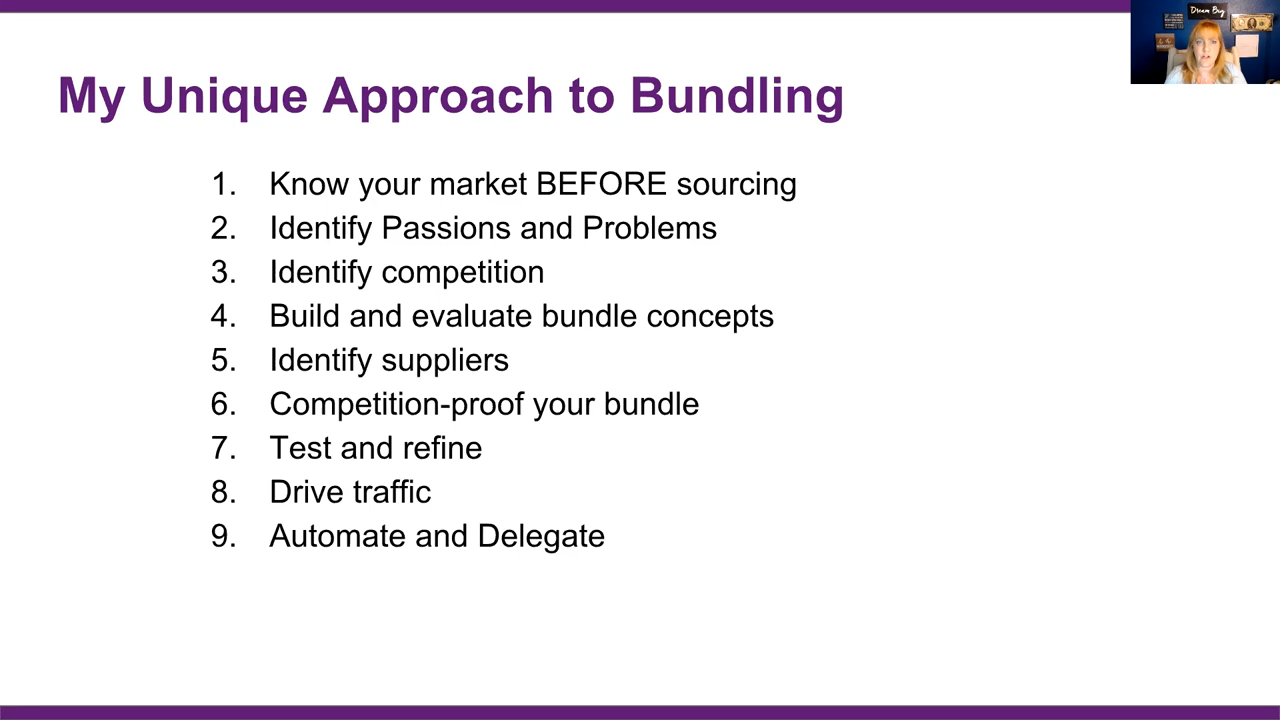 My Unique Approach to Bundling
1. Know your market BEFORE sourcing
2. Identify Passions and Problems
3. Identify competition
4. Build and evaluate bundle concepts
5. Identify suppliers
6. Competition-proof your bundle
7. Test and refine
8. Drive traffic
9. Automate and Delegate
Dream Big